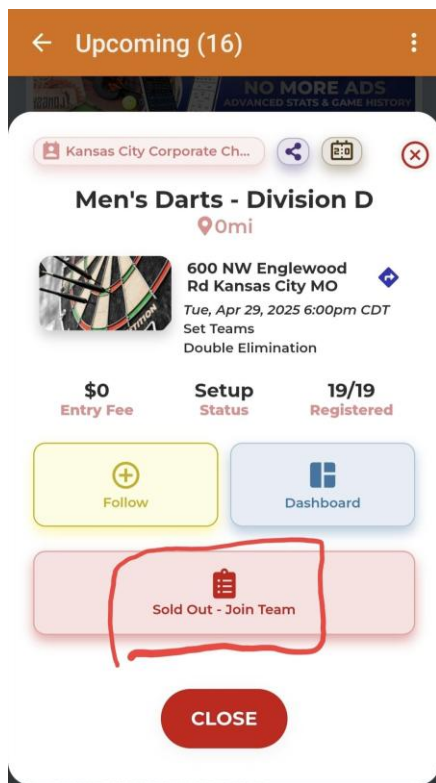 Upcoming (16)
NO MORE ADS
ADVANCED STATS & GAME HISTORY
Kansas City Corporate Ch...
Men's Darts - Division D
0mi
600 NW Englewood
Rd Kansas City MO
Tue, Apr 29, 2025 6:00pm CDT
Set Teams
Double Elimination
$0 Setup 19/19
Entry Fee Status Registered
Follow Dashboard
Sold Out - Join Team
CLOSE